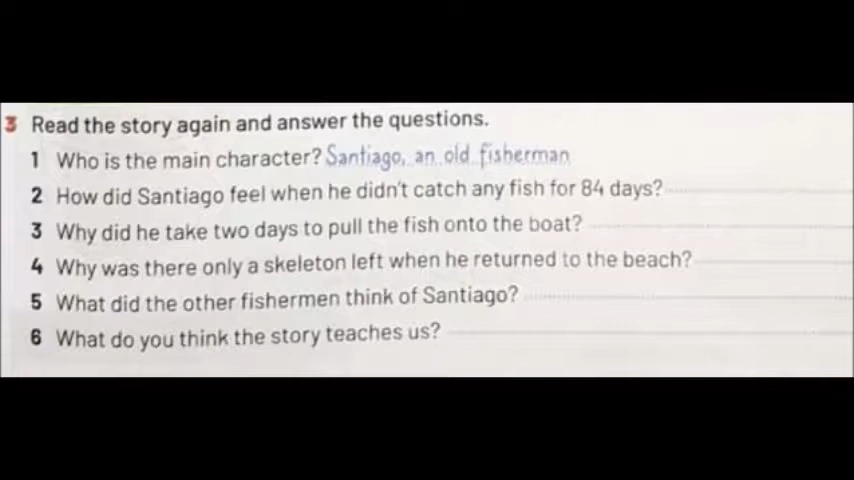 3 Read the story again and answer the questions.
1 Who is the main character? Santiago, an old fisherman
2 How did Santiago feel when he didn't catch any fish for 84 days?
3 Why did he take two days to pull the fish onto the boat?
4 Why was there only a skeleton left when he returned to the beach?
5 What did the other fishermen think of Santiago?
6 What do you think the story teaches us?